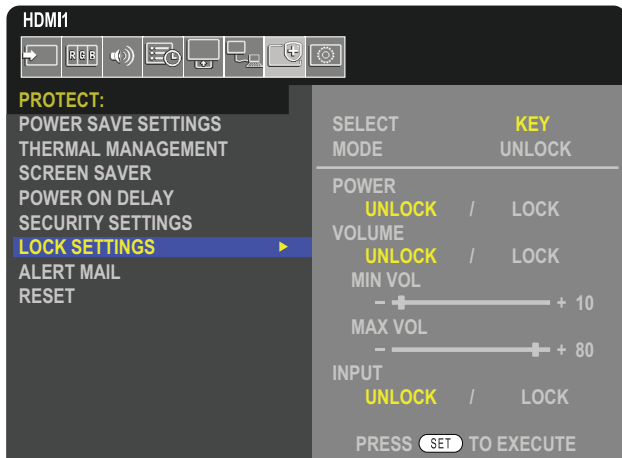 HDMI1
RGB
PROTECT:
POWER SAVE SETTINGS
THERMAL MANAGEMENT
SCREEN SAVER
POWER ON DELAY
SECURITY SETTINGS
LOCK SETTINGS
ALERT MAIL
RESET
SELECT KEY
MODE UNLOCK
POWER
UNLOCK / LOCK
VOLUME
UNLOCK / LOCK
MIN VOL
- + 10
MAX VOL
- + 80
INPUT
UNLOCK / LOCK
PRESS SET TO EXECUTE